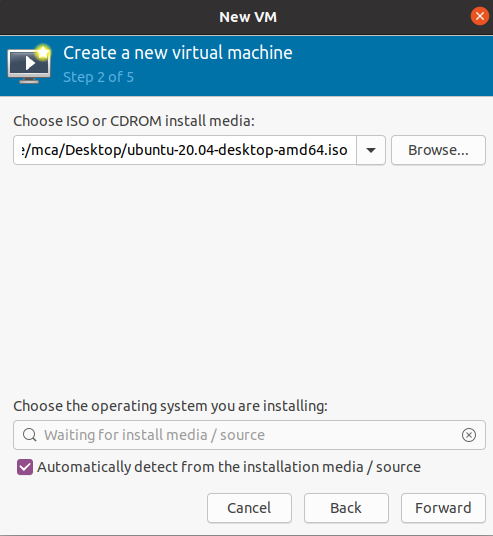 New VM
Create a new virtual machine
Step 2 of 5
Choose ISO or CDROM install media:
e/mca/Desktop/ubuntu-20.04-desktop-amd64.iso
Browse...
Choose the operating system you are installing:
Waiting for install media / source
Automatically detect from the installation media / source
Cancel
Back
Forward